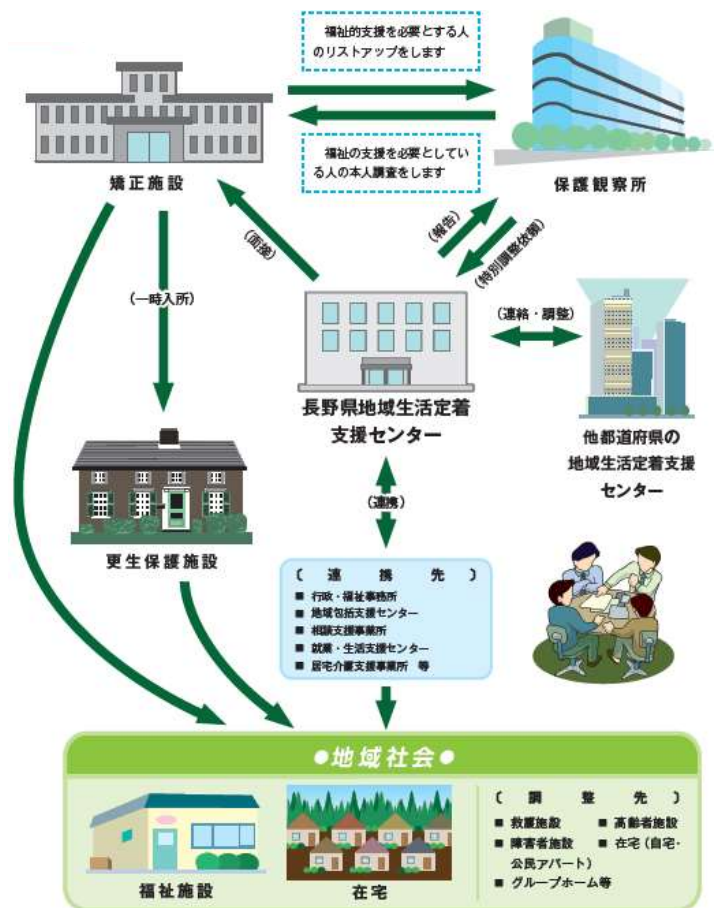 福祉的支援を必要とする人
のリストアップをします
福祉の支援を必要としてい
る人の本人調査をします
矯正施設
保護観察所
(面接)
(報告)
(特別調整依頼)
(一時入所)
(連絡・調整)
長野県地域生活定着
支援センター
他都道府県の
地域生活定着支援
センター
(連携)
更生保護施設
〔 連 携 先 〕
■ 行政・福祉事務所
■ 地域包括支援センター
■ 相談支援事業所
■ 就業・生活支援センター
■ 居宅介護支援事業所 等
●地域社会●
福祉施設
在宅
〔 調 整 先 〕
■ 救護施設 ■ 高齢者施設
■ 障害者施設 ■ 在宅(自宅・
公民アパート)
■ グループホーム等